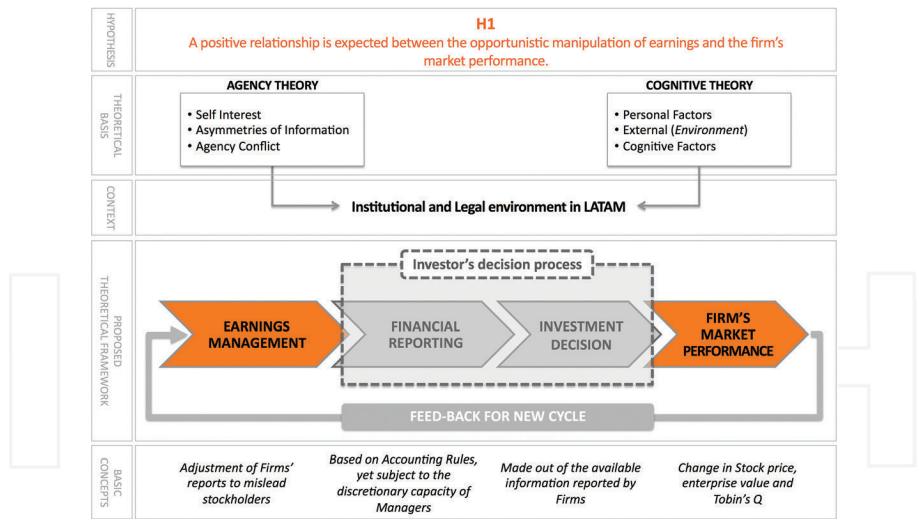 HYPOTHESIS
H1
A positive relationship is expected between the opportunistic manipulation of earnings and the firm's
market performance.
THEORETICAL
BASIS
AGENCY THEORY
• Self Interest
• Asymmetries of Information
• Agency Conflict
COGNITIVE THEORY
• Personal Factors
• External (Environment)
• Cognitive Factors
CONTEXT
Institutional and Legal environment in LATAM
PROPOSED
THEORETICAL FRAMEWORK
Investor's decision process
EARNINGS
MANAGEMENT
FINANCIAL
REPORTING
INVESTMENT
DECISION
FIRM'S
MARKET
PERFORMANCE
FEED-BACK FOR NEW CYCLE
BASIC
CONCEPTS
Adjustment of Firms'
reports to mislead
stockholders
Based on Accounting Rules,
yet subject to the
discretionary capacity of
Managers
Made out of the available
information reported by
Firms
Change in Stock price,
enterprise value and
Tobin's Q